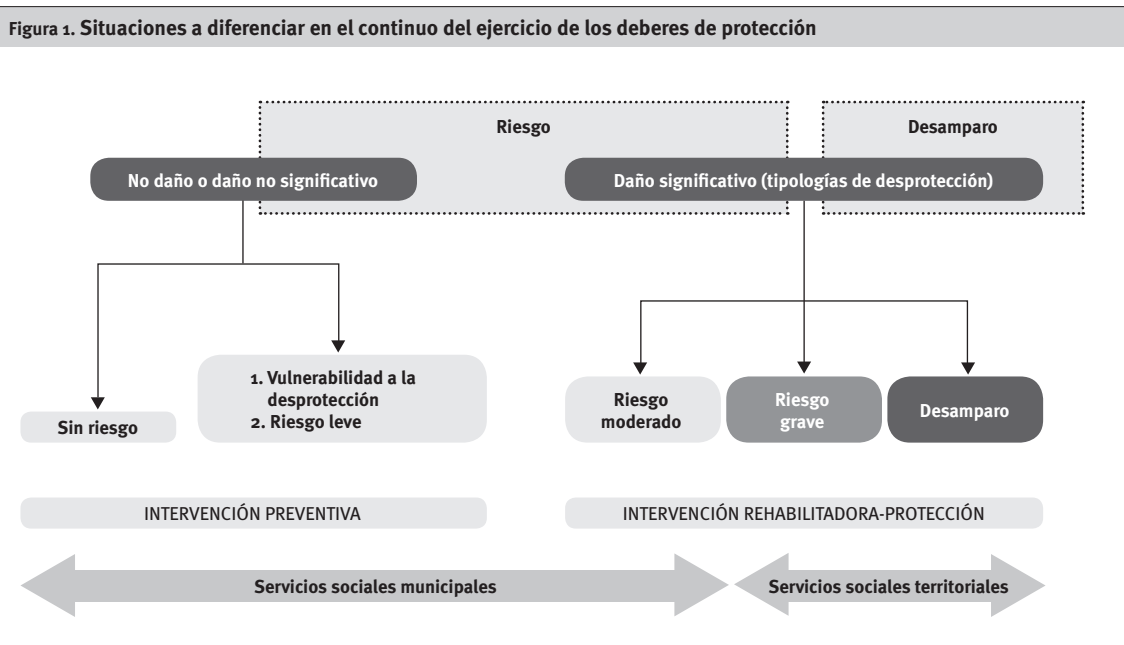 Figura 1. Situaciones a diferenciar en el continuo del ejercicio de los deberes de protección
Riesgo
Desamparo
No daño o daño no significativo
Daño significativo (tipologías de desprotección)
Sin riesgo
1. Vulnerabilidad a la
desprotección
2. Riesgo leve
Riesgo
moderado
Riesgo
grave
Desamparo
INTERVENCIÓN PREVENTIVA
INTERVENCIÓN REHABILITADORA-PROTECCIÓN
Servicios sociales municipales
Servicios sociales territoriales